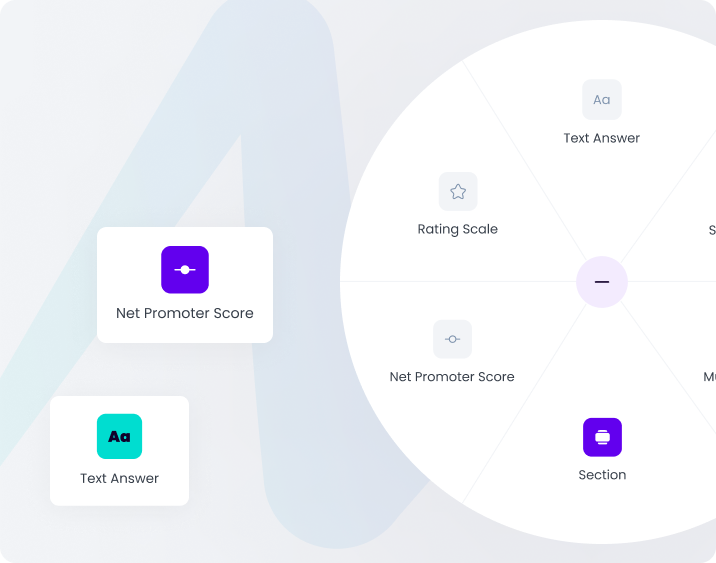 Aa
Text Answer
Rating Scale
Net Promoter Score
Net Promoter Score
Aa
Text Answer
Section